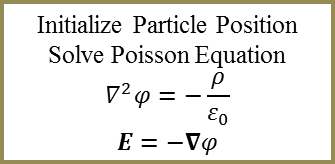 Initialize Particle Position
Solve Poisson Equation
∇²φ = −ρ/ε₀
E = −∇φ